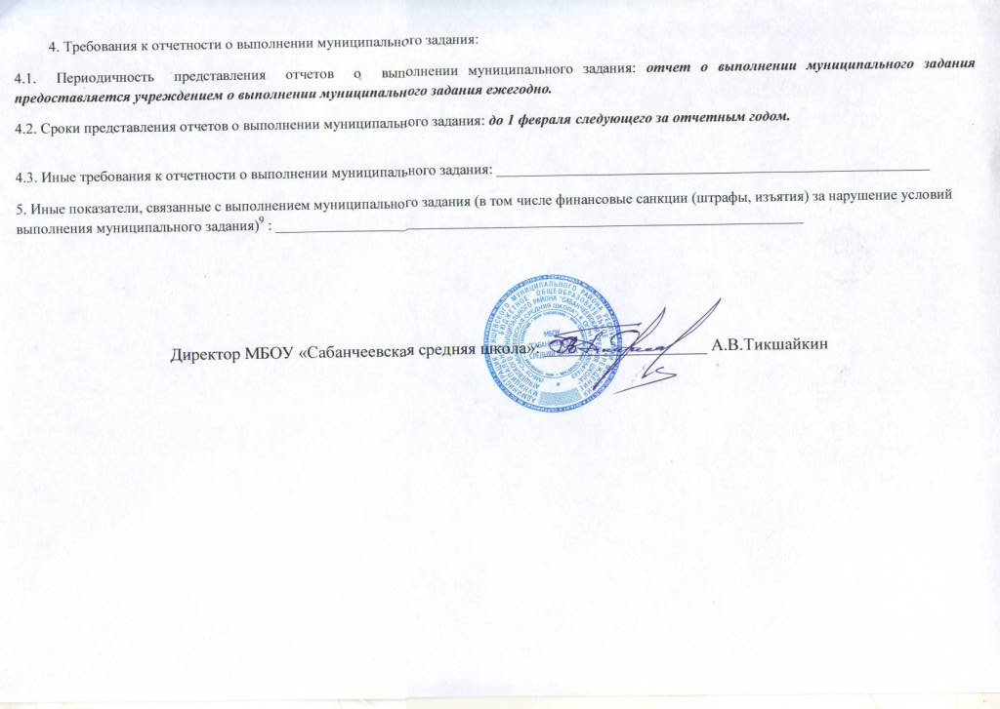 4. Требования к отчетности о выполнении муниципального задания:
4.1. Периодичность представления отчетов о выполнении муниципального задания: отчет о выполнении муниципального задания
предоставляется учреждением о выполнении муниципального задания ежегодно.
4.2. Сроки представления отчетов о выполнении муниципального задания: до 1 февраля следующего за отчетным годом.
4.3. Иные требования к отчетности о выполнении муниципального задания:
5. Иные показатели, связанные с выполнением муниципального задания (в том числе финансовые санкции (штрафы, изъятия) за нарушение условий
выполнения муниципального задания)9 :
Директор МБОУ «Сабанчеевская средняя школа»: А.В.Тикшайкин
МБОУ